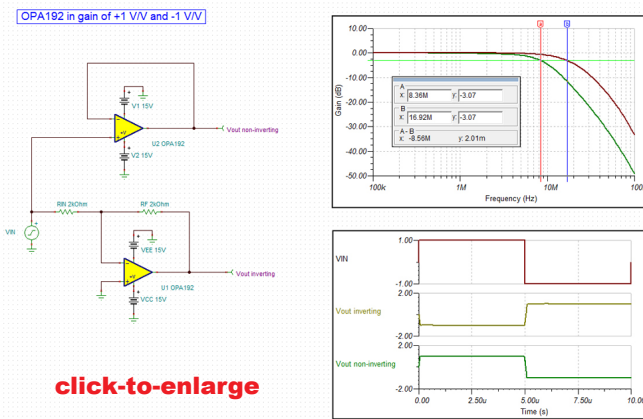 OPA192 in gain of +1 V/V and -1 V/V
V1 15V
+V
Vout non-inverting
U2 OPA192
V2 15V
RIN 2kOhm
RF 2kOhm
VIN
VEE 15V
+V
Vout inverting
U1 OPA192
VCC 15V
click-to-enlarge
10.00
0.00
-10.00
-20.00
-30.00
-40.00
-50.00
Gain (dB)
a
b
A
x: 8.36M y: -3.07
B
x: 16.92M y: -3.07
A - B
x: -8.56M y: 2.01m
100k
1M
10M
100M
Frequency (Hz)
VIN
1.00
-1.00
Vout inverting
2.00
-2.00
Vout non-inverting
2.00
-2.00
0.00
2.50u
5.00u
7.50u
10.00u
Time (s)